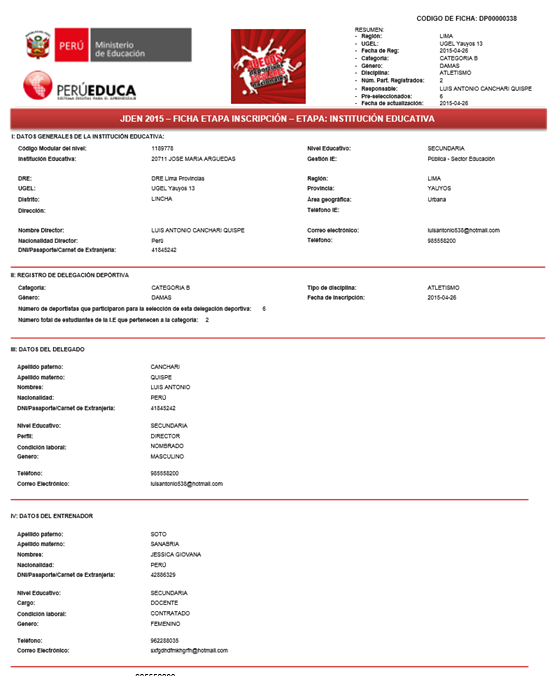 CODIGO DE FICHA: DP00000338
RESUMEN:
- Región: LIMA
- UGEL: UGEL Yauyos 13
- Fecha de Reg: 2015-04-26
- Categoría: CATEGORIA B
- Género: DAMAS
- Disciplina: ATLETISMO
- Núm. Part. Registrados: 2
- Pre-seleccionados: 6
- Responsable: LUIS ANTONIO CANCHARI QUISPE
- Fecha de actualización: 2015-04-26
PERÚ Ministerio de Educación
PERÚEDUCA
SISTEMA DIGITAL PARA EL APRENDIZAJE
JUEGOS DEPORTIVOS ESCOLARES NACIONALES
JDEN 2015 – FICHA ETAPA INSCRIPCIÓN – ETAPA: INSTITUCIÓN EDUCATIVA
I: DATOS GENERALES DE LA INSTITUCIÓN EDUCATIVA:
Código Modular del nivel: 1189778 Nivel Educativo: SECUNDARIA
Institución Educativa: 20711 JOSE MARIA ARGUEDAS Gestión IE: Pública - Sector Educación
DRE: DRE Lima Provincias Región: LIMA
UGEL: UGEL Yauyos 13 Provincia: YAUYOS
Distrito: LINCHA Área geográfica: Urbana
Dirección: Teléfono IE:
Nombre Director: LUIS ANTONIO CANCHARI QUISPE Correo electrónico: luisantonio538@hotmail.com
Nacionalidad Director: Perú Teléfono: 985558200
DNI/Pasaporte/Carnet de Extranjería: 41845242
II: REGISTRO DE DELEGACIÓN DEPORTIVA
Categoría: CATEGORIA B Tipo de disciplina: ATLETISMO
Género: DAMAS Fecha de inscripción: 2015-04-26
Número de deportistas que participaron para la selección de esta delegación deportiva: 6
Número total de estudiantes de la I.E que pertenecen a la categoría: 2
III: DATOS DEL DELEGADO
Apellido paterno: CANCHARI
Apellido materno: QUISPE
Nombres: LUIS ANTONIO
Nacionalidad: PERÚ
DNI/Pasaporte/Carnet de Extranjería: 41845242
Nivel Educativo: SECUNDARIA
Perfil: DIRECTOR
Condición laboral: NOMBRADO
Genero: MASCULINO
Teléfono: 985558200
Correo Electrónico: luisantonio538@hotmail.com
IV: DATOS DEL ENTRENADOR
Apellido paterno: SOTO
Apellido materno: SANABRIA
Nombres: JESSICA GIOVANA
Nacionalidad: PERÚ
DNI/Pasaporte/Carnet de Extranjería: 42886329
Nivel Educativo: SECUNDARIA
Cargo: DOCENTE
Condición laboral: CONTRATADO
Genero: FEMENINO
Teléfono: 962288035
Correo Electrónico: sxfgdhdfmkhgrfh@hotmail.com